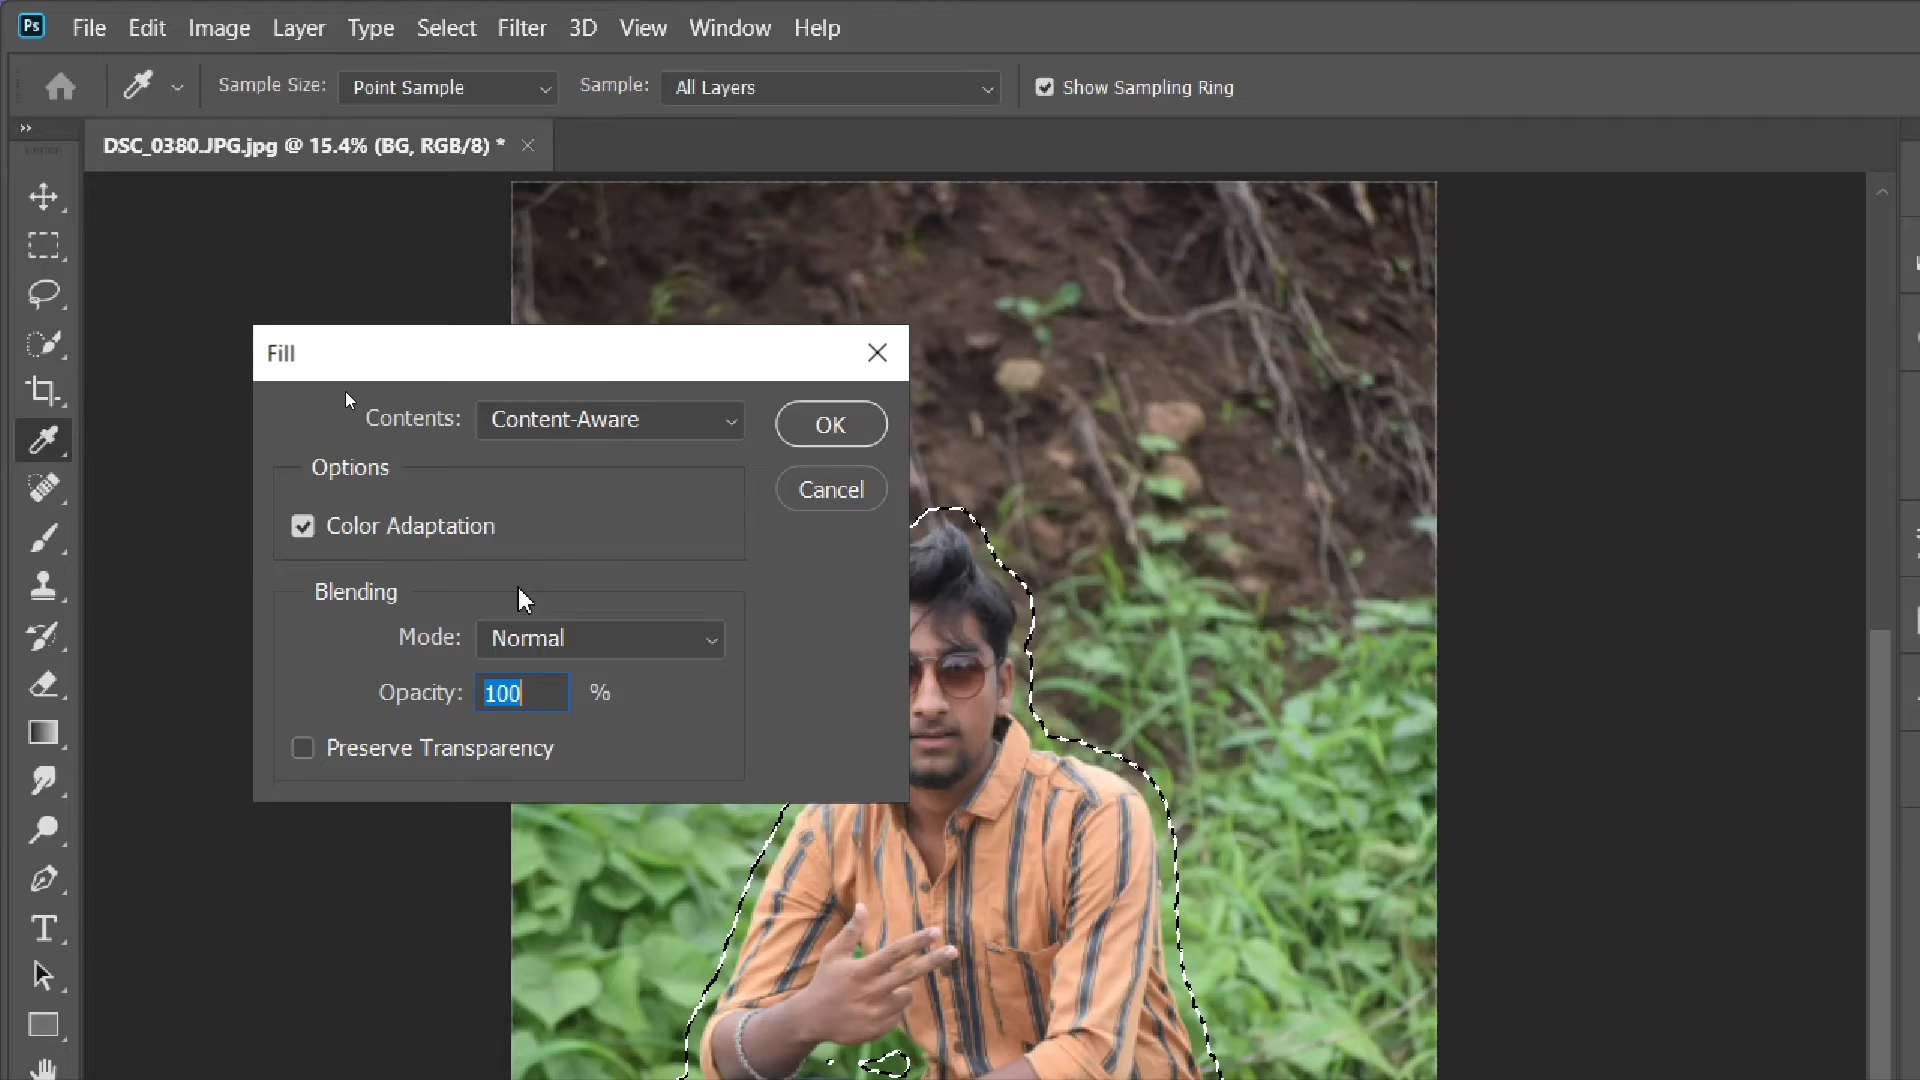 Ps File Edit Image Layer Type Select Filter 3D View Window Help
Sample Size: Point Sample Sample: All Layers Show Sampling Ring
DSC_0380.JPG.jpg @ 15.4% (BG, RGB/8) *
Fill
Contents: Content-Aware OK
Options
Cancel
Color Adaptation
Blending
Mode: Normal
Opacity: 100 %
Preserve Transparency